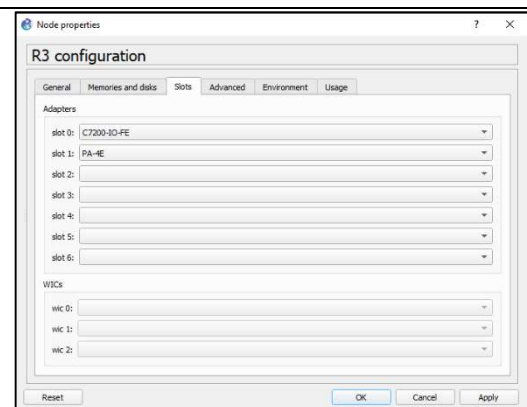 Node properties ? ×
R3 configuration
General Memories and disks Slots Advanced Environment Usage
Adapters
slot 0: C7200-IO-FE
slot 1: PA-4E
slot 2:
slot 3:
slot 4:
slot 5:
slot 6:
WICs
wic 0:
wic 1:
wic 2:
Reset OK Cancel Apply